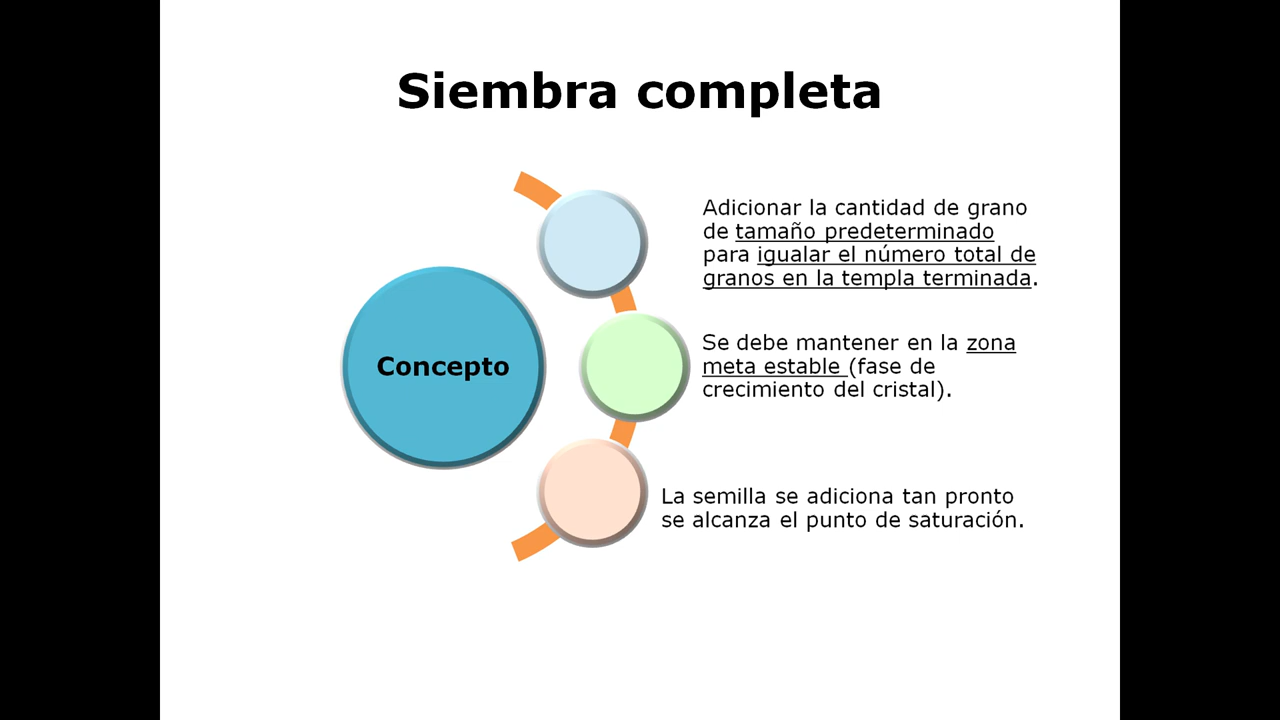 Siembra completa
Adicionar la cantidad de grano
de tamaño predeterminado
para igualar el número total de
granos en la templa terminada.
Concepto
Se debe mantener en la zona
meta estable (fase de
crecimiento del cristal).
La semilla se adiciona tan pronto
se alcanza el punto de saturación.